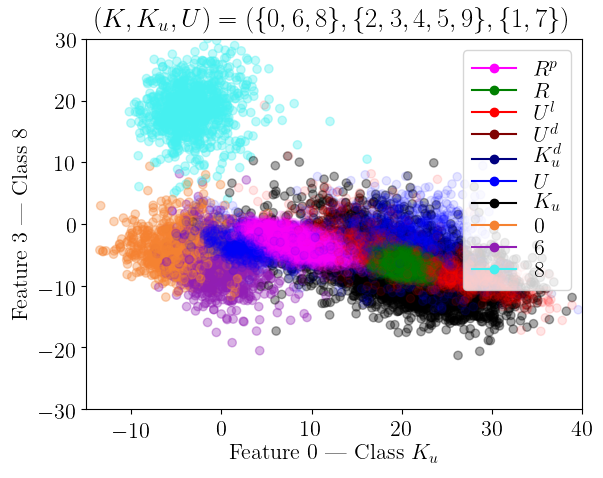 (K, K_u, U) = ({0, 6, 8}, {2, 3, 4, 5, 9}, {1, 7})
30
20
10
0
−10
−20
−30
Feature 3 — Class 8
R^p
R
U^l
U^d
K_u^d
U
K_u
0
6
8
−10
0
10
20
30
40
Feature 0 — Class K_u